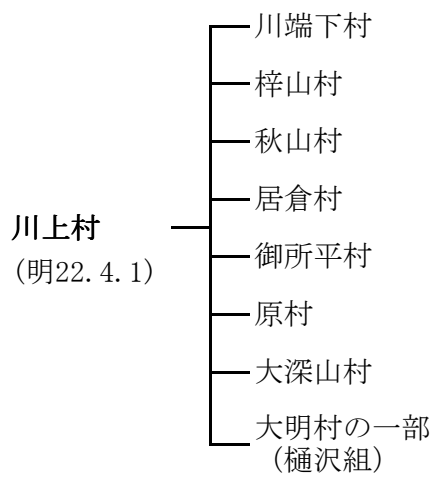 川端下村
梓山村
秋山村
居倉村
川上村
(明22.4.1)
御所平村
原村
大深山村
大明村の一部
(樋沢組)